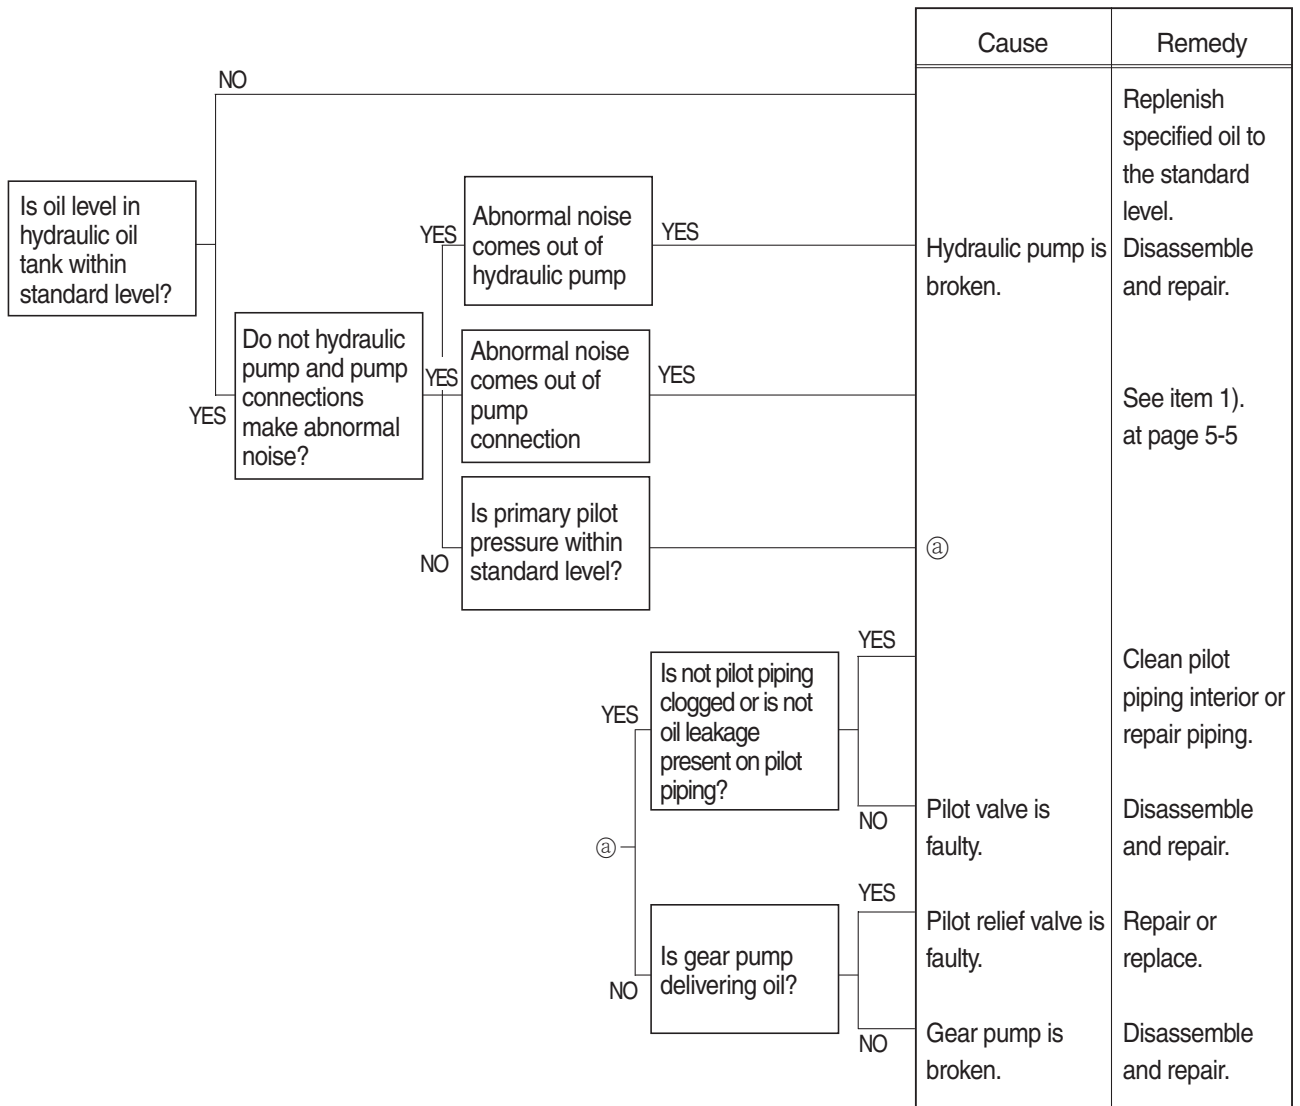 Cause
Remedy
NO
Replenish
specified oil to
the standard
level.
Is oil level in
hydraulic oil
tank within
standard level?
YES
Abnormal noise
comes out of
hydraulic pump
YES
Hydraulic pump is
broken.
Disassemble
and repair.
YES
Do not hydraulic
pump and pump
connections
make abnormal
noise?
YES
Abnormal noise
comes out of
pump
connection
YES
See item 1).
at page 5-5
NO
Is primary pilot
pressure within
standard level?
ⓐ
ⓐ
YES
Is not pilot piping
clogged or is not
oil leakage
present on pilot
piping?
YES
Clean pilot
piping interior or
repair piping.
NO
Pilot valve is
faulty.
Disassemble
and repair.
NO
Is gear pump
delivering oil?
YES
Pilot relief valve is
faulty.
Repair or
replace.
NO
Gear pump is
broken.
Disassemble
and repair.